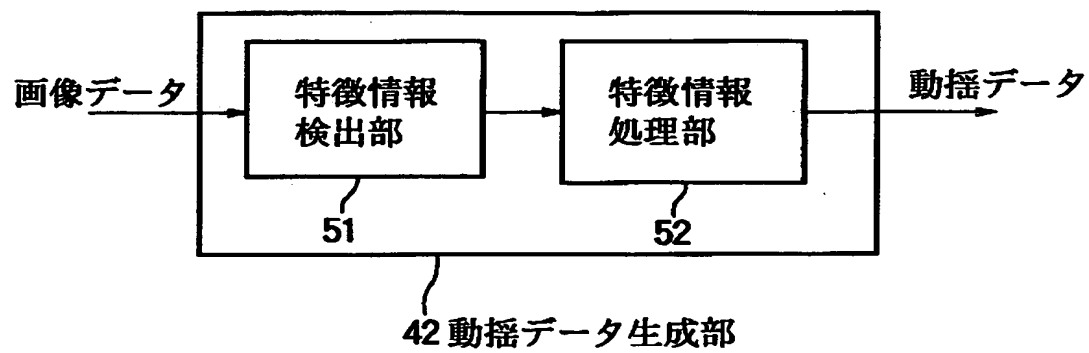 画像データ
特徴情報
検出部
特徴情報
処理部
動揺データ
51
52
42 動揺データ生成部